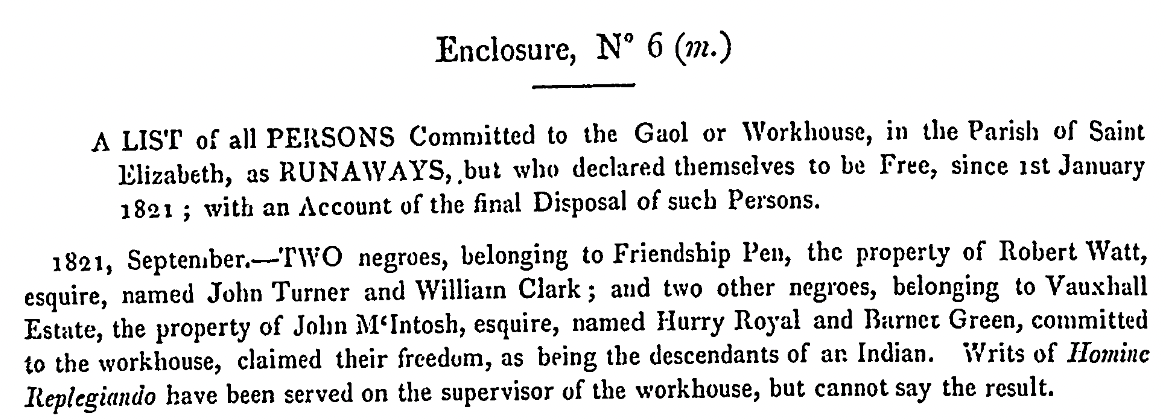 Enclosure, N° 6 (m.)
A LIST of all PERSONS Committed to the Gaol or Workhouse, in the Parish of Saint
Elizabeth, as RUNAWAYS, but who declared themselves to be Free, since 1st January
1821 ; with an Account of the final Disposal of such Persons.
1821, September.—TWO negroes, belonging to Friendship Pen, the property of Robert Watt,
esquire, named John Turner and William Clark ; and two other negroes, belonging to Vauxhall
Estate, the property of John M‘Intosh, esquire, named Hurry Royal and Barnet Green, committed
to the workhouse, claimed their freedom, as being the descendants of an Indian. Writs of Homine
Replegiando have been served on the supervisor of the workhouse, but cannot say the result.